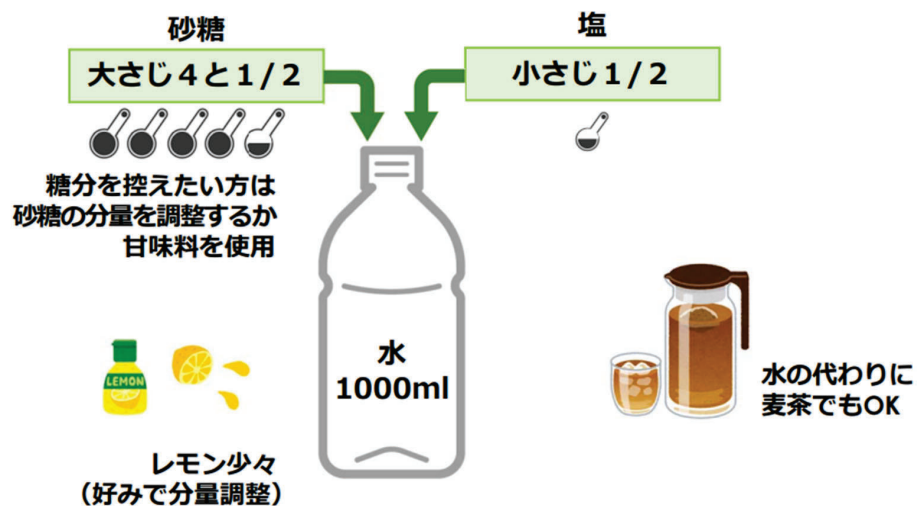 砂糖
大さじ4と1/2
糖分を控えたい方は
砂糖の分量を調整するか
甘味料を使用
塩
小さじ1/2
水
1000ml
LEMON
レモン少々
（好みで分量調整）
水の代わりに
麦茶でもOK